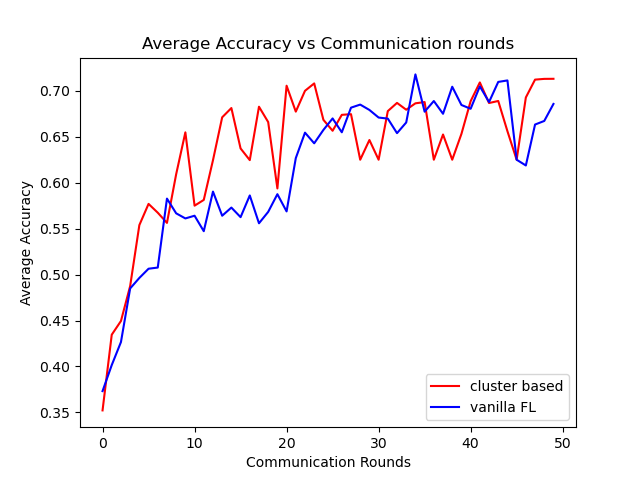 Average Accuracy vs Communication rounds
0.70
0.65
0.60
0.55
0.50
0.45
0.40
0.35
Average Accuracy
cluster based
vanilla FL
0 10 20 30 40 50
Communication Rounds